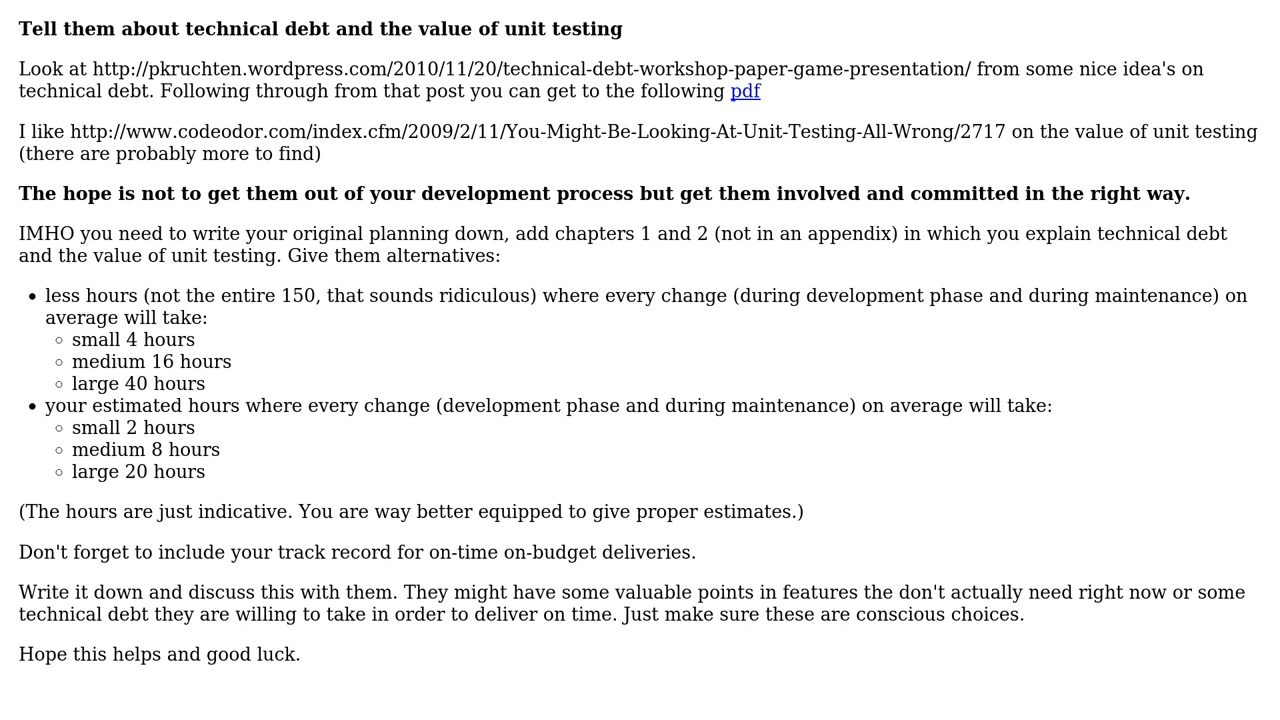 Tell them about technical debt and the value of unit testing
Look at http://pkruchten.wordpress.com/2010/11/20/technical-debt-workshop-paper-game-presentation/ from some nice idea's on
technical debt. Following through from that post you can get to the following pdf
I like http://www.codeodor.com/index.cfm/2009/2/11/You-Might-Be-Looking-At-Unit-Testing-All-Wrong/2717 on the value of unit testing
(there are probably more to find)
The hope is not to get them out of your development process but get them involved and committed in the right way.
IMHO you need to write your original planning down, add chapters 1 and 2 (not in an appendix) in which you explain technical debt
and the value of unit testing. Give them alternatives:
• less hours (not the entire 150, that sounds ridiculous) where every change (during development phase and during maintenance) on
average will take:
◦ small 4 hours
◦ medium 16 hours
◦ large 40 hours
• your estimated hours where every change (development phase and during maintenance) on average will take:
◦ small 2 hours
◦ medium 8 hours
◦ large 20 hours
(The hours are just indicative. You are way better equipped to give proper estimates.)
Don't forget to include your track record for on-time on-budget deliveries.
Write it down and discuss this with them. They might have some valuable points in features the don't actually need right now or some
technical debt they are willing to take in order to deliver on time. Just make sure these are conscious choices.
Hope this helps and good luck.